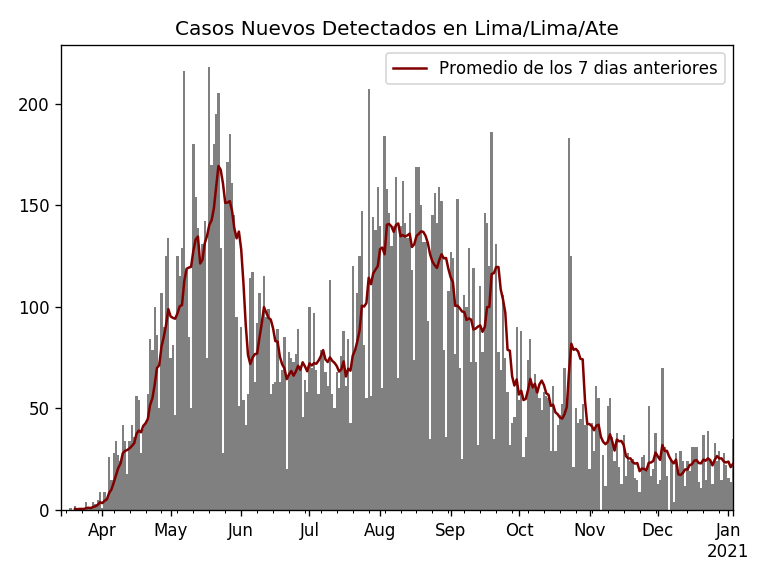 Casos Nuevos Detectados en Lima/Lima/Ate
Promedio de los 7 dias anteriores
200
150
100
50
0
Apr May Jun Jul Aug Sep Oct Nov Dec Jan
2021